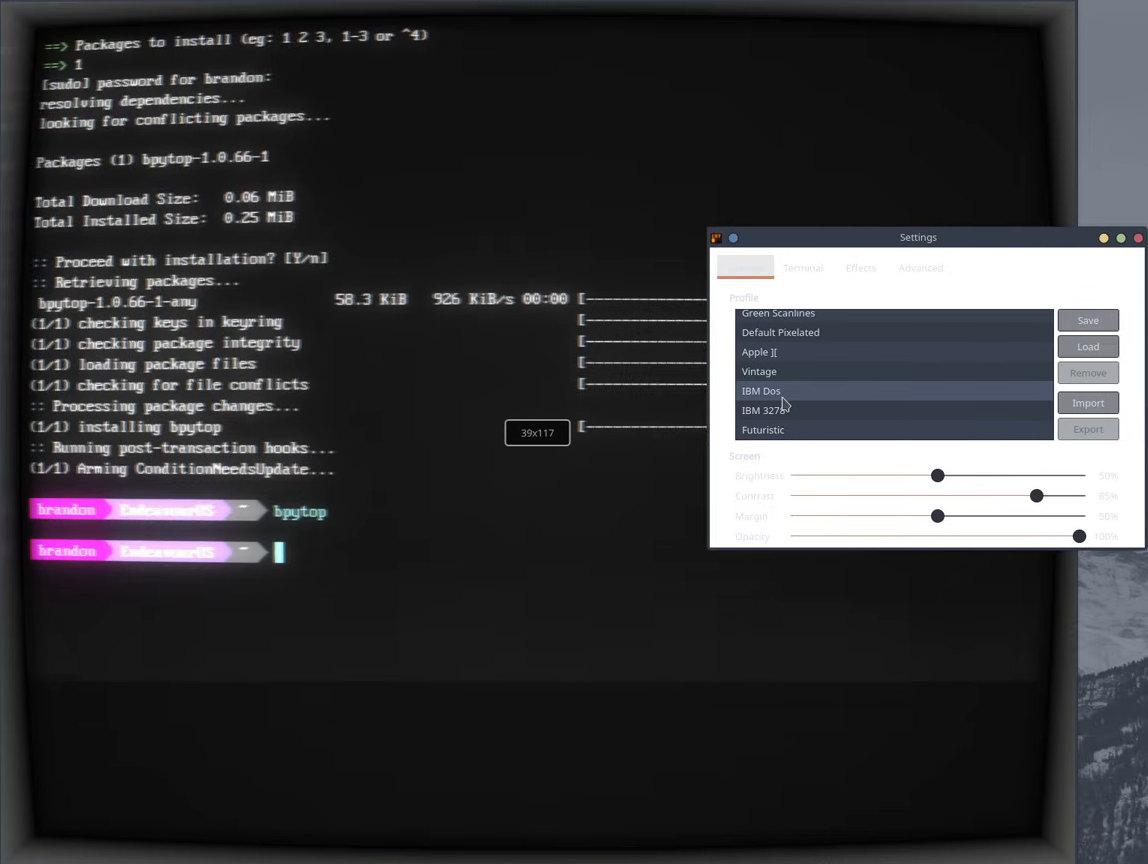 ==> Packages to install (eg: 1 2 3, 1-3 or ^4)
==> 1
[sudo] password for brandon:
resolving dependencies...
looking for conflicting packages...
Packages (1) bpytop-1.0.66-1
Total Download Size:   0.06 MiB
Total Installed Size:  0.25 MiB
:: Proceed with installation? [Y/n]
:: Retrieving packages...
bpytop-1.0.66-1-any 58.3 KiB 926 KiB/s 00:00 [------------
(1/1) checking keys in keyring [------------
(1/1) checking package integrity [------------
(1/1) loading package files [------------
(1/1) checking for file conflicts [------------
:: Processing package changes...
(1/1) installing bpytop [------------
:: Running post-transaction hooks...
(1/1) Arming ConditionNeedsUpdate...
brandon EndeavourOS ~ bpytop
brandon EndeavourOS ~
39x117
Settings
Terminal Effects Advanced
Profile
Green Scanlines
Default Pixelated
Apple ][
Vintage
IBM Dos
IBM 3278
Futuristic
Save
Load
Remove
Import
Export
Screen
Brightness 50%
Contrast 85%
Margin 50%
Opacity 100%